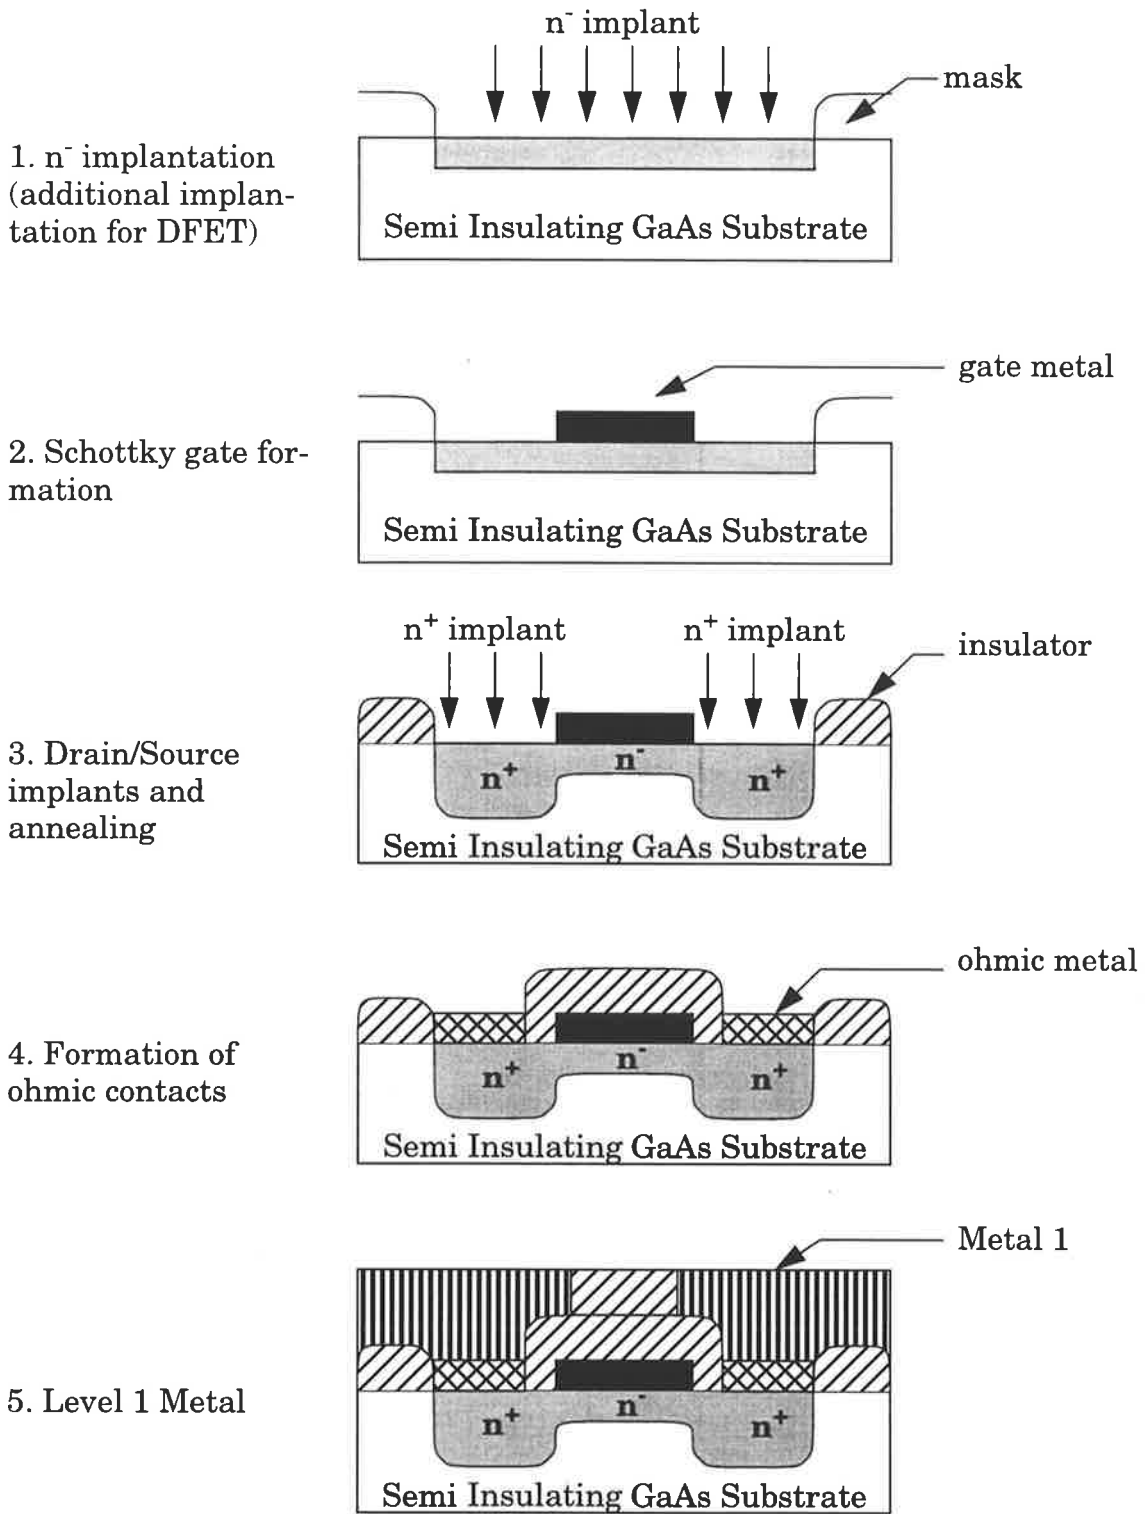 n⁻ implant
mask
1. n⁻ implantation
(additional implan-
tation for DFET)
Semi Insulating GaAs Substrate
gate metal
2. Schottky gate for-
mation
Semi Insulating GaAs Substrate
n⁺ implant
n⁺ implant
insulator
3. Drain/Source
implants and
annealing
n⁺
n⁻
n⁺
Semi Insulating GaAs Substrate
ohmic metal
4. Formation of
ohmic contacts
n⁺
n⁻
n⁺
Semi Insulating GaAs Substrate
Metal 1
5. Level 1 Metal
n⁺
n⁻
n⁺
Semi Insulating GaAs Substrate